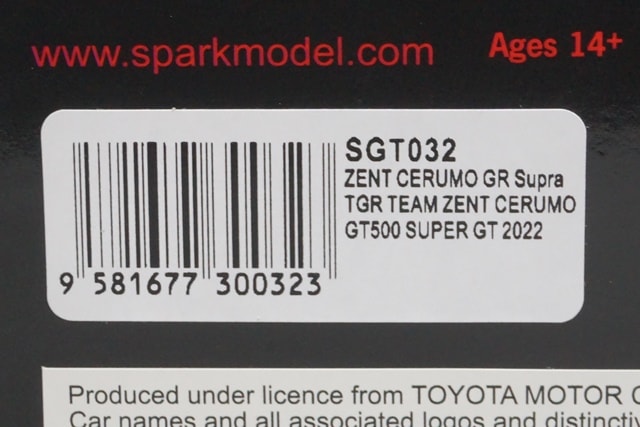 www.sparkmodel.com
Ages 14+
SGT032
ZENT CERUMO GR Supra
TGR TEAM ZENT CERUMO
GT500 SUPER GT 2022
9 581677 300323
Produced under licence from TOYOTA MOTOR
Car names and all associated logos and